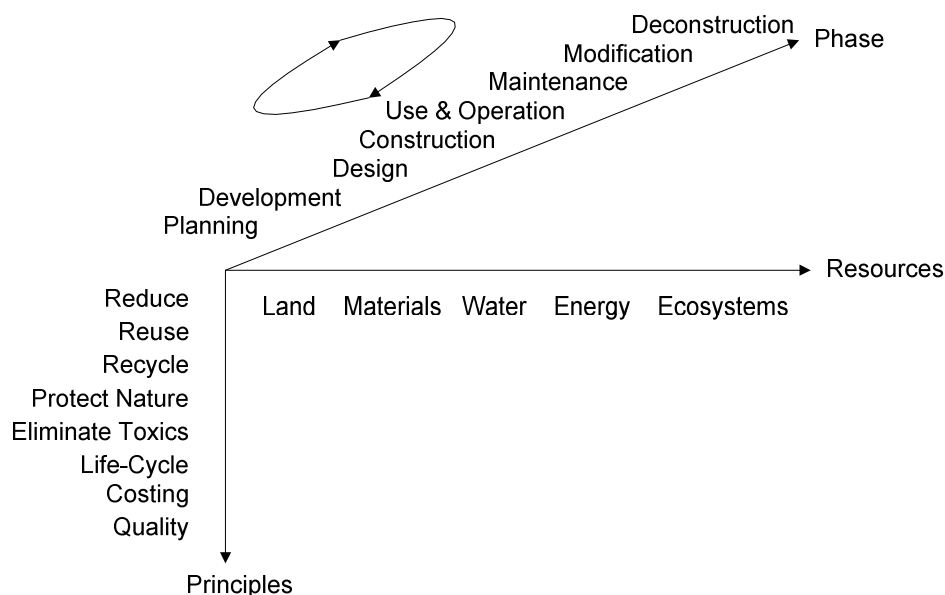 Deconstruction
Phase
Modification
Maintenance
Use & Operation
Construction
Design
Development
Planning
Resources
Land Materials Water Energy Ecosystems
Reduce
Reuse
Recycle
Protect Nature
Eliminate Toxics
Life-Cycle
Costing
Quality
Principles